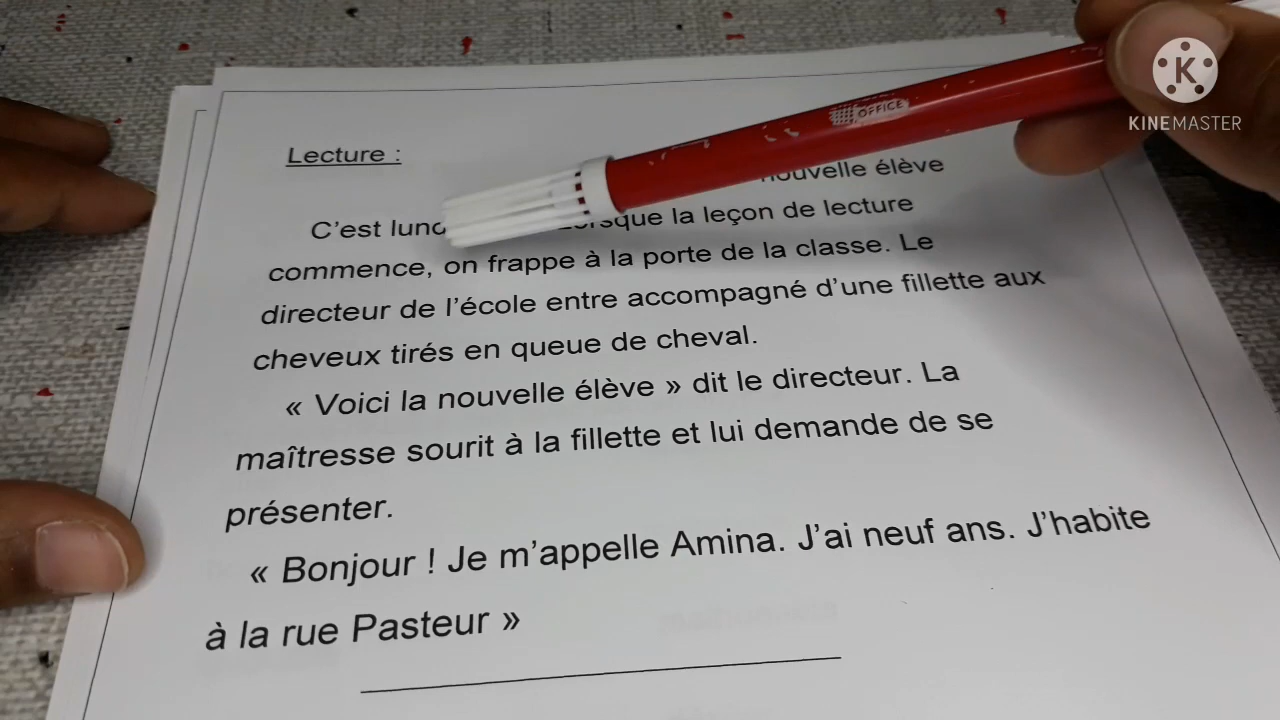 Lecture :
nouvelle élève
C'est lundi Lorsque la leçon de lecture
commence, on frappe à la porte de la classe. Le
directeur de l'école entre accompagné d'une fillette aux
cheveux tirés en queue de cheval.
« Voici la nouvelle élève » dit le directeur. La
maîtresse sourit à la fillette et lui demande de se
présenter.
« Bonjour ! Je m'appelle Amina. J'ai neuf ans. J'habite
à la rue Pasteur »
OFFICE
K
KINEMASTER